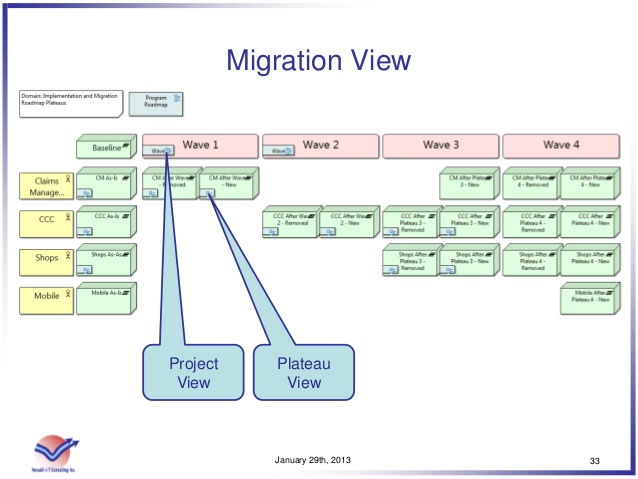 Migration View
Domain: Implementation and Migration
Roadmap Plateaus
Program
Roadmap
Baseline
Wave
Wave 1
Wave
Wave 2
Wave 3
Wave 4
Claims
Manage...
CM As-Is
CM After Wave
- Removed
CM After Wave
- New
CM After Plateau
3 - New
CM After Plateau
4 - Removed
CM After Plateau
4 - New
CCC
CCC As-Is
CCC After Wave
2 - Removed
CCC After Wave
2 - New
CCC After
Plateau 3 -
Removed
CCC After
Plateau 3 - New
CCC After
Plateau 4 -
Removed
CCC After
Plateau 4 - New
Shops
Shops As-
Shops After
Plateau 3 -
Removed
Shops After
Plateau 3 - New
Shops After
Plateau 4 -
Removed
Shops After
Plateau 4 - New
Mobile
Mobile As-Is
Mobile After
Plateau 4 - New
Project
View
Plateau
View
January 29th, 2013
33
Consulting Inc.